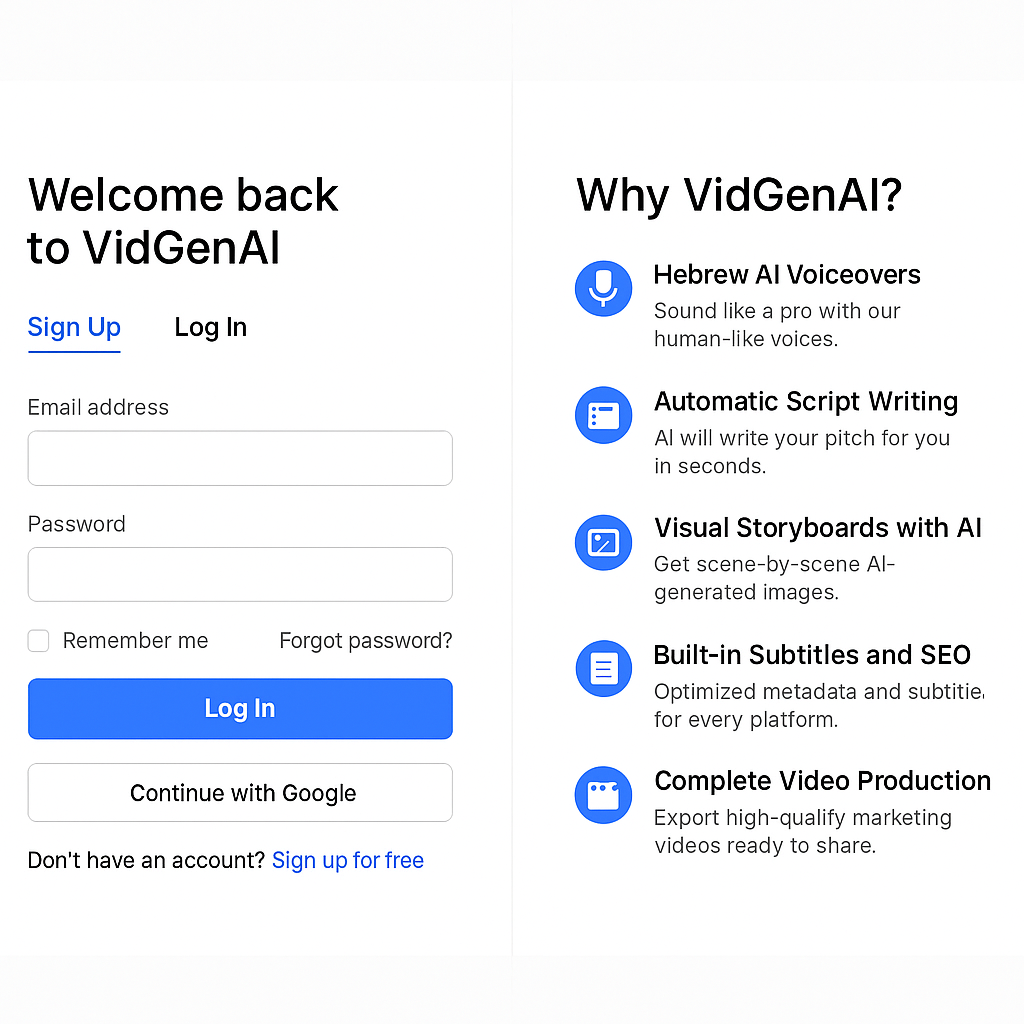 Welcome back
to VidGenAI
Sign Up
Log In
Email address
Password
Remember me
Forgot password?
Log In
Continue with Google
Don't have an account? Sign up for free
Why VidGenAI?
Hebrew AI Voiceovers
Sound like a pro with our
human-like voices.
Automatic Script Writing
AI will write your pitch for you
in seconds.
Visual Storyboards with AI
Get scene-by-scene AI-
generated images.
Built-in Subtitles and SEO
Optimized metadata and
for every platform.
Complete Video Production
Export high-qualify marketing
videos ready to share.